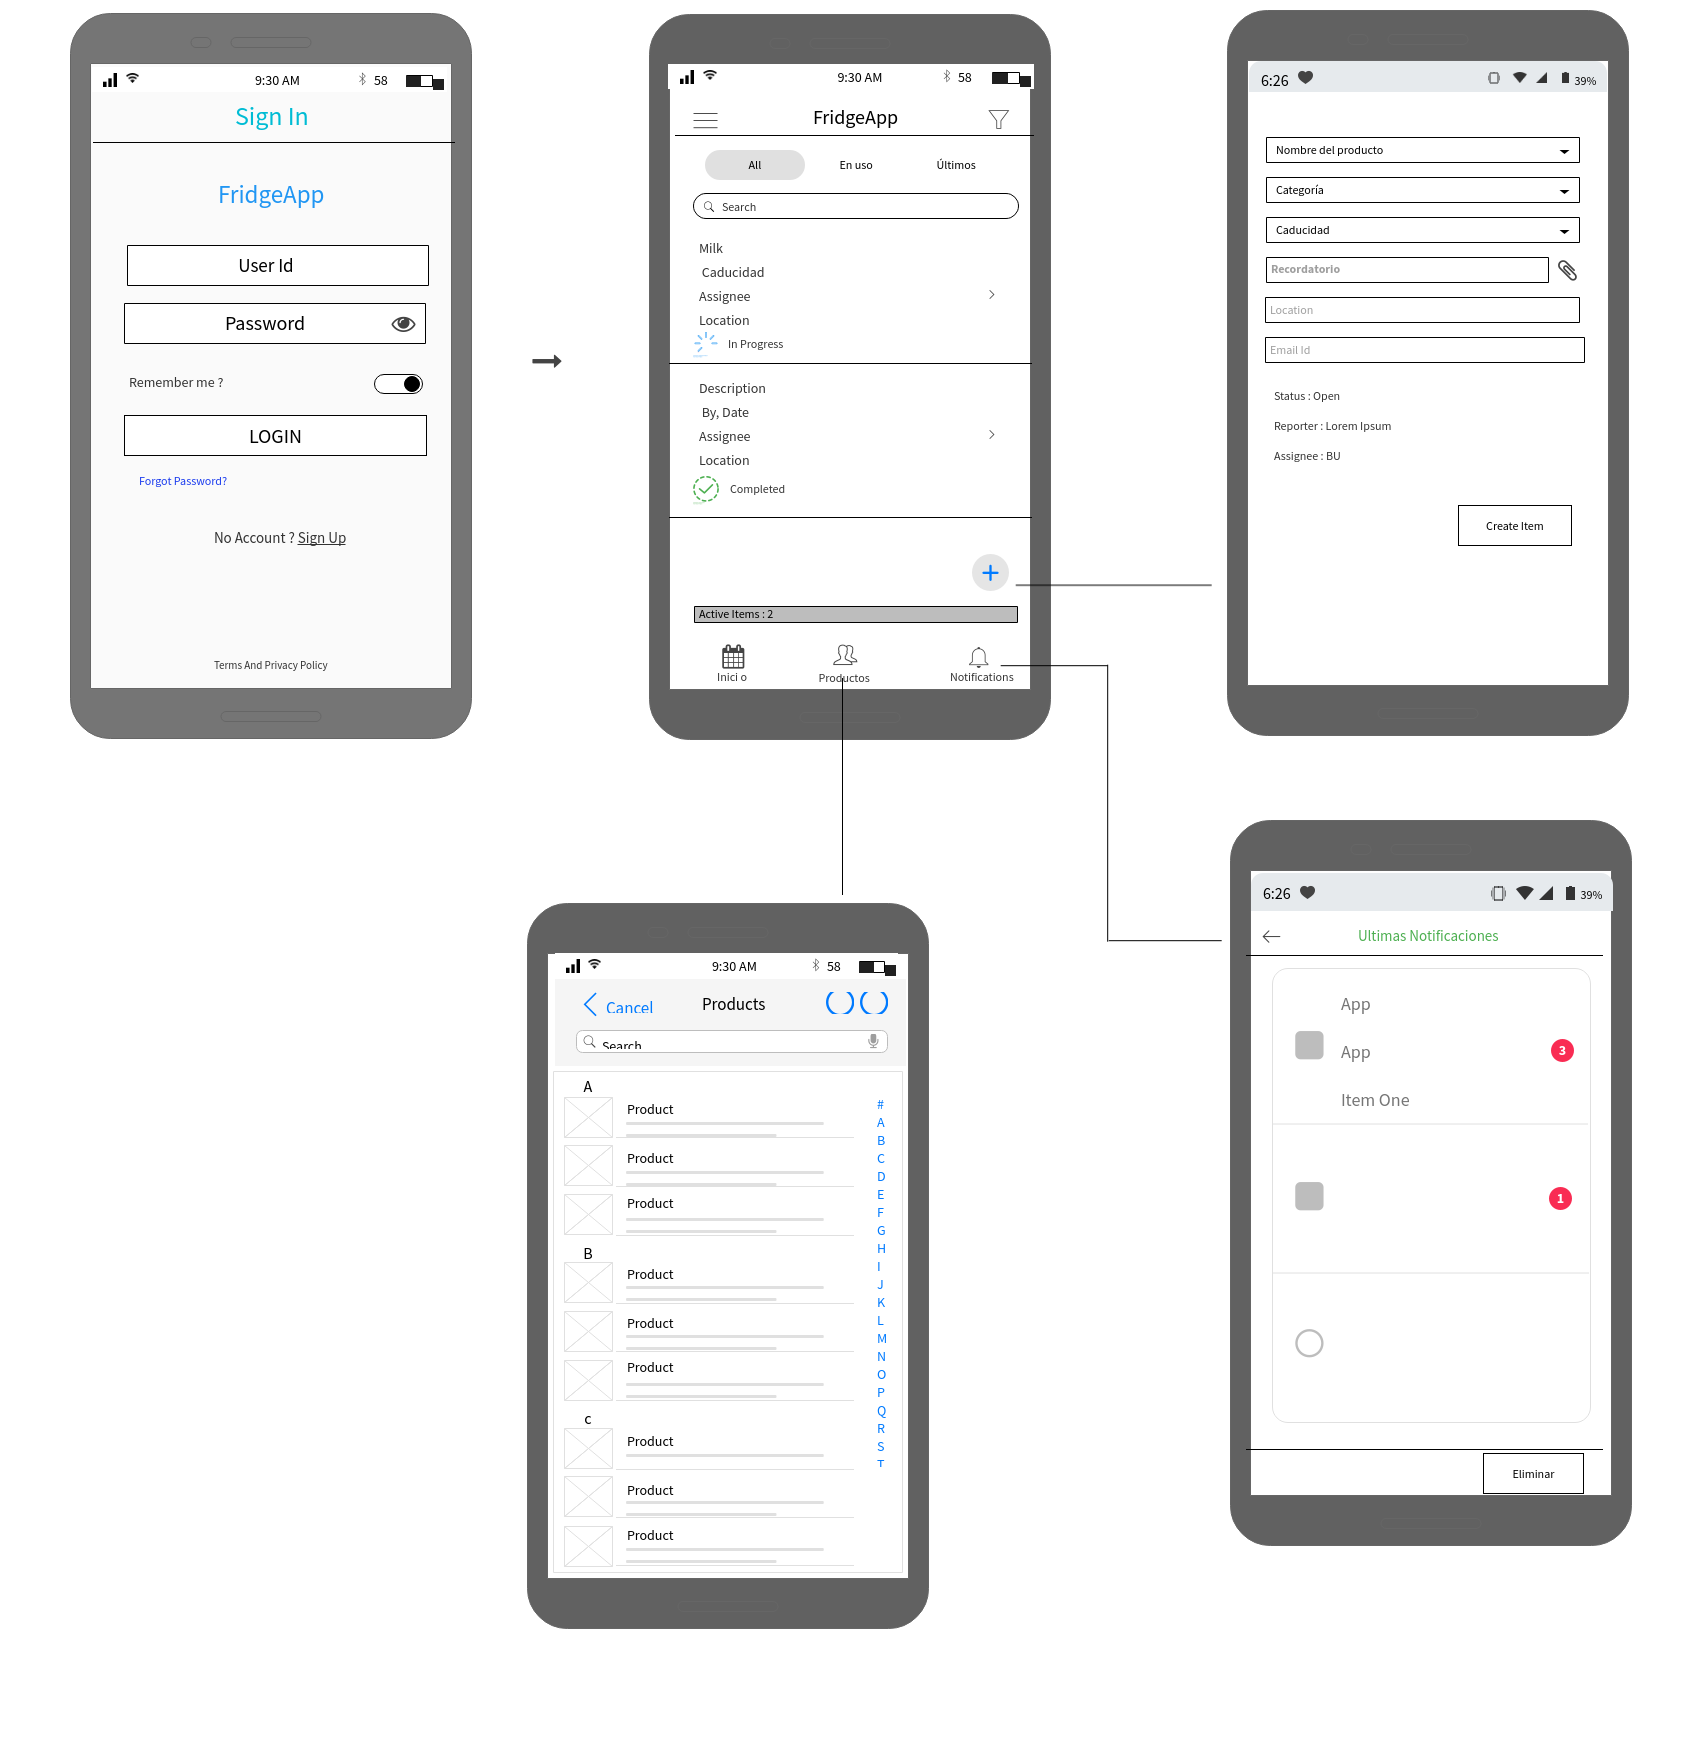 9:30 AM 58
Sign In
FridgeApp
User Id
Password
Remember me ?
LOGIN
Forgot Password?
No Account ? Sign Up
Terms And Privacy Policy
9:30 AM 58
FridgeApp
All En uso Últimos
Search
Milk
Caducidad
Assignee
Location
In Progress
Description
By, Date
Assignee
Location
Completed
+
Active Items : 2
Inici o Productos Notifications
6:26 39%
Nombre del producto
Categoría
Caducidad
Recordatorio
Location
Email Id
Status : Open
Reporter : Lorem Ipsum
Assignee : BU
Create Item
9:30 AM 58
Cancel Products
Search
A
Product
Product
Product
B
Product
Product
Product
c
Product
Product
Product
#
A
B
C
D
E
F
G
H
I
J
K
L
M
N
O
P
Q
R
S
T
6:26 39%
Ultimas Notificaciones
App
App 3
Item One
1
Eliminar